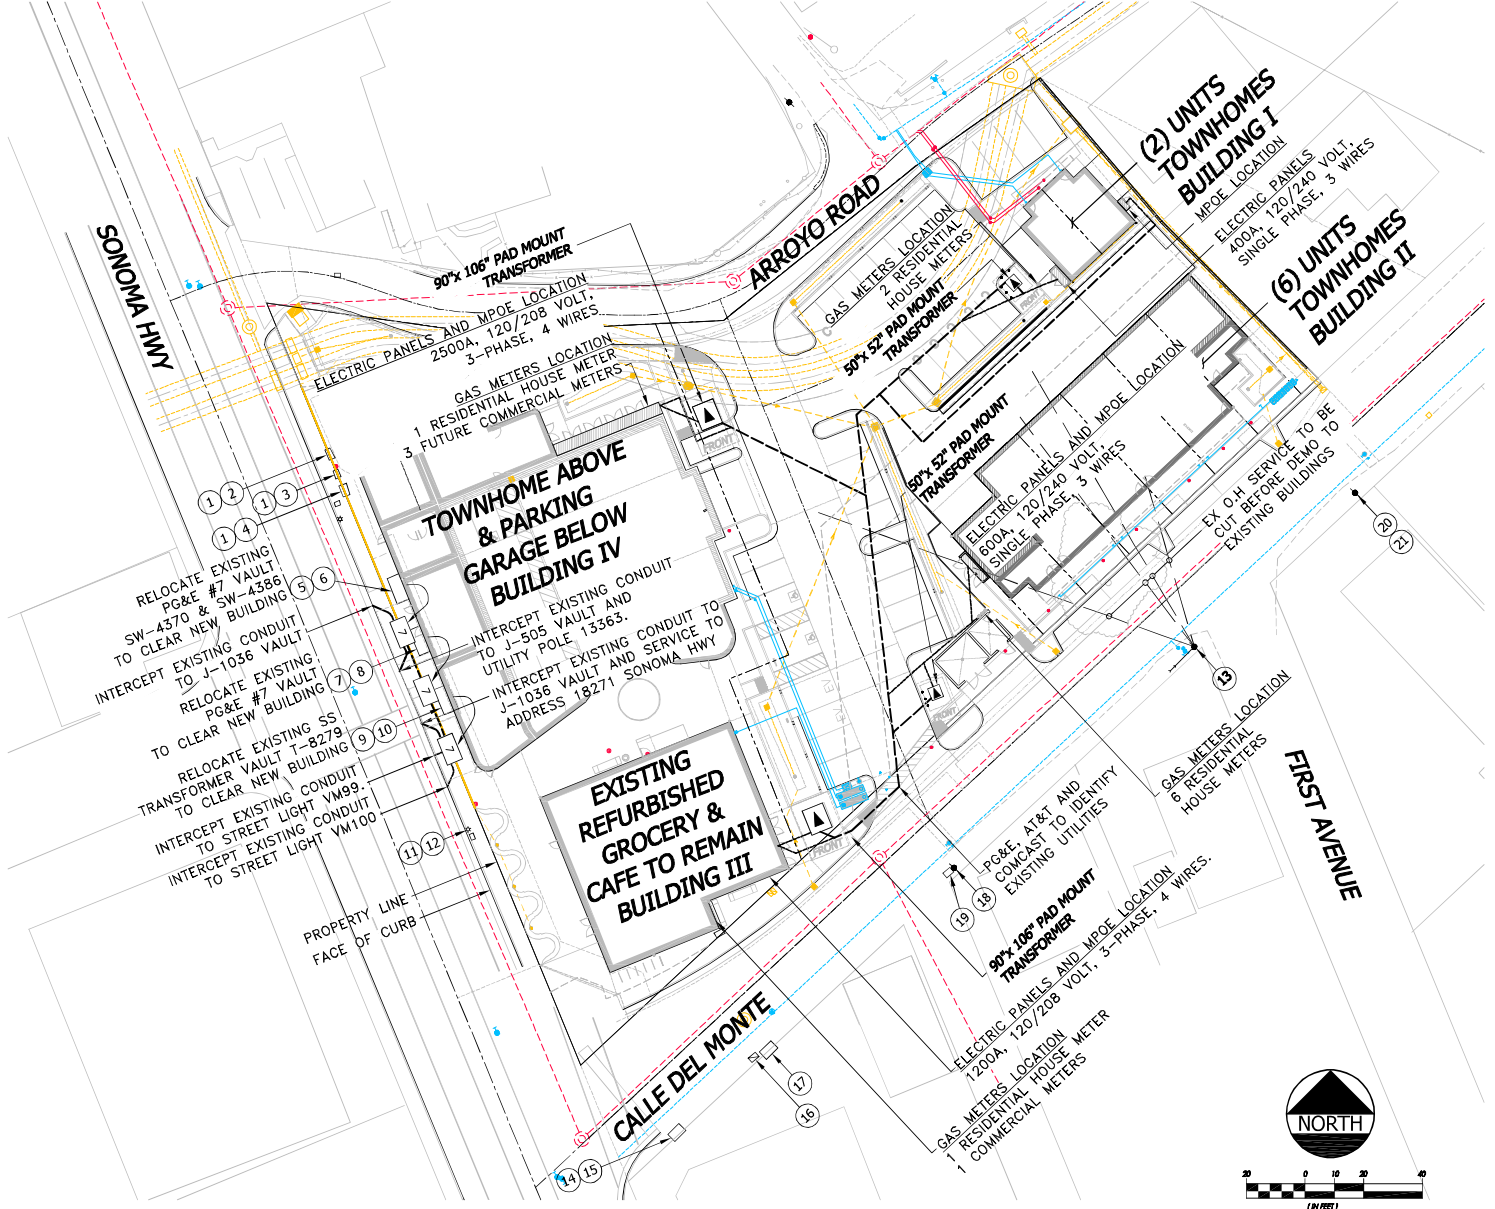 SONOMA HWY
ARROYO ROAD
90"x 106" PAD MOUNT
TRANSFORMER
ELECTRIC PANELS AND MPOE LOCATION
2500A, 120/208 VOLT,
3-PHASE, 4 WIRES
GAS METERS LOCATION
1 RESIDENTIAL HOUSE METER
3 FUTURE COMMERCIAL METERS
GAS METERS LOCATION
2 RESIDENTIAL
HOUSE METERS
50"x 52" PAD MOUNT
TRANSFORMER
(2) UNITS
TOWNHOMES
BUILDING I
MPOE LOCATION
ELECTRIC PANELS
400A, 120/240 VOLT,
SINGLE PHASE, 3 WIRES
(6) UNITS
TOWNHOMES
BUILDING II
50"x 52" PAD MOUNT
TRANSFORMER
ELECTRIC PANELS AND MPOE LOCATION
600A, 120/240 VOLT,
SINGLE PHASE, 3 WIRES
EX O.H SERVICE TO BE
CUT BEFORE DEMO TO
EXISTING BUILDINGS
FRONT
FRONT
FRONT
FRONT
EV
TOWNHOME ABOVE
& PARKING
GARAGE BELOW
BUILDING IV
1 2
1 3
1 4
RELOCATE EXISTING
PG&E #7 VAULT
SW-4370 & SW-4386
TO CLEAR NEW BUILDING 5 6
INTERCEPT EXISTING CONDUIT
TO J-1036 VAULT
RELOCATE EXISTING
PG&E #7 VAULT
TO CLEAR NEW BUILDING 7 8
RELOCATE EXISTING SS
TRANSFORMER VAULT T-8279
TO CLEAR NEW BUILDING 9 10
INTERCEPT EXISTING CONDUIT
TO STREET LIGHT VM99.
INTERCEPT EXISTING CONDUIT
TO STREET LIGHT VM100
11 12
PROPERTY LINE
FACE OF CURB
7
7
7
INTERCEPT EXISTING CONDUIT
TO J-505 VAULT AND
UTILITY POLE 13363.
INTERCEPT EXISTING CONDUIT TO
J-1036 VAULT AND SERVICE TO
ADDRESS 18271 SONOMA HWY
EXISTING
REFURBISHED
GROCERY &
CAFE TO REMAIN
BUILDING III
20
21
13
GAS METERS LOCATION
6 RESIDENTIAL
HOUSE METERS
FIRST AVENUE
PG&E, AT&T AND
COMCAST TO IDENTIFY
EXISTING UTILITIES
19 18
90"x 106" PAD MOUNT
TRANSFORMER
ELECTRIC PANELS AND MPOE LOCATION
1200A, 120/208 VOLT, 3-PHASE, 4 WIRES.
GAS METERS LOCATION
1 RESIDENTIAL HOUSE METER
1 COMMERCIAL METERS
CALLE DEL MONTE
17
16
14 15
NORTH
20 0 10 20 40
( IN FEET )